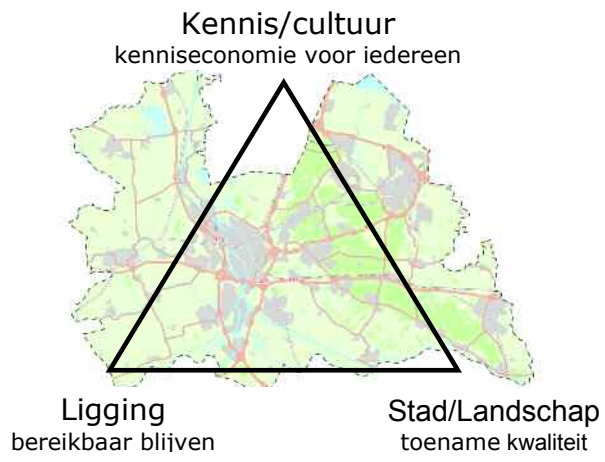 Kennis/cultuur
kenniseconomie voor iedereen
Ligging
bereikbaar blijven
Stad/Landschap
toename kwaliteit